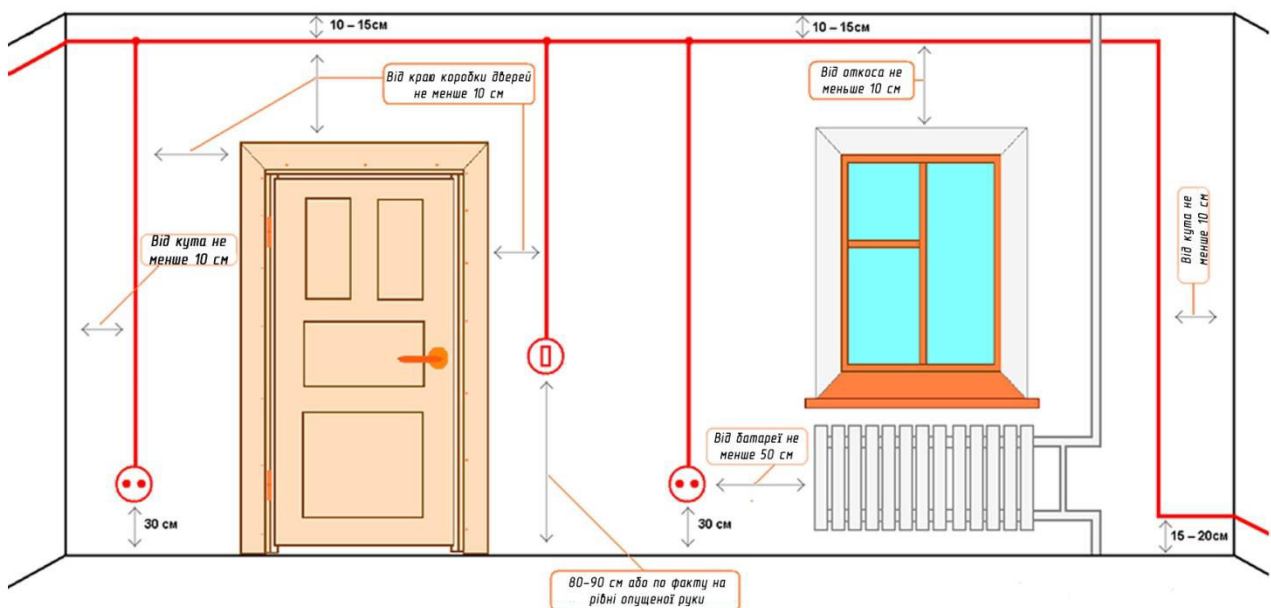 10 – 15см
10 – 15см
Від краю коробки дверей
не менше 10 см
Від откоса не
меньше 10 см
Від кута не
менше 10 см
Від кута не
менше 10 см
Від батареї не
менше 50 см
30 см
30 см
15 – 20см
80-90 см або по факту на
рівні опущеної руки